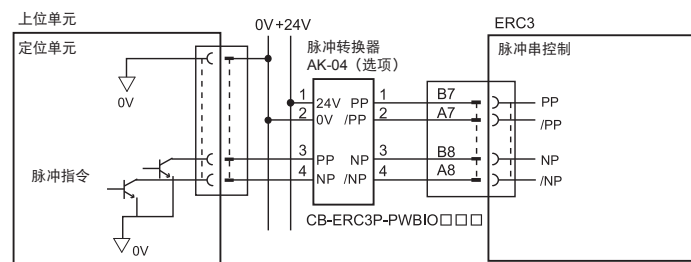 上位单元
定位单元
0V
脉冲指令
0V
0V+24V
脉冲转换器
AK-04（选项）
1 24V PP 1
2 0V /PP 2
3 PP NP 3
4 NP /NP 4
B7
A7
B8
A8
CB-ERC3P-PWBIO□□□
ERC3
脉冲串控制
PP
/PP
NP
/NP